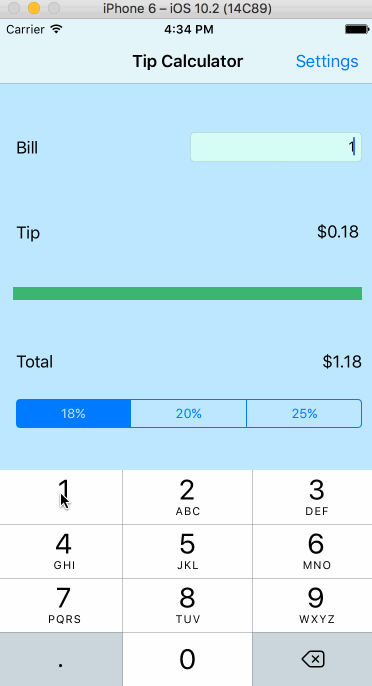 iPhone 6 – iOS 10.2 (14C89)
Carrier 4:34 PM
Tip Calculator Settings
Bill 1
Tip $0.18
Total $1.18
18% 20% 25%
1 2 3
ABC DEF
4 5 6
GHI JKL MNO
7 8 9
PQRS TUV WXYZ
. 0